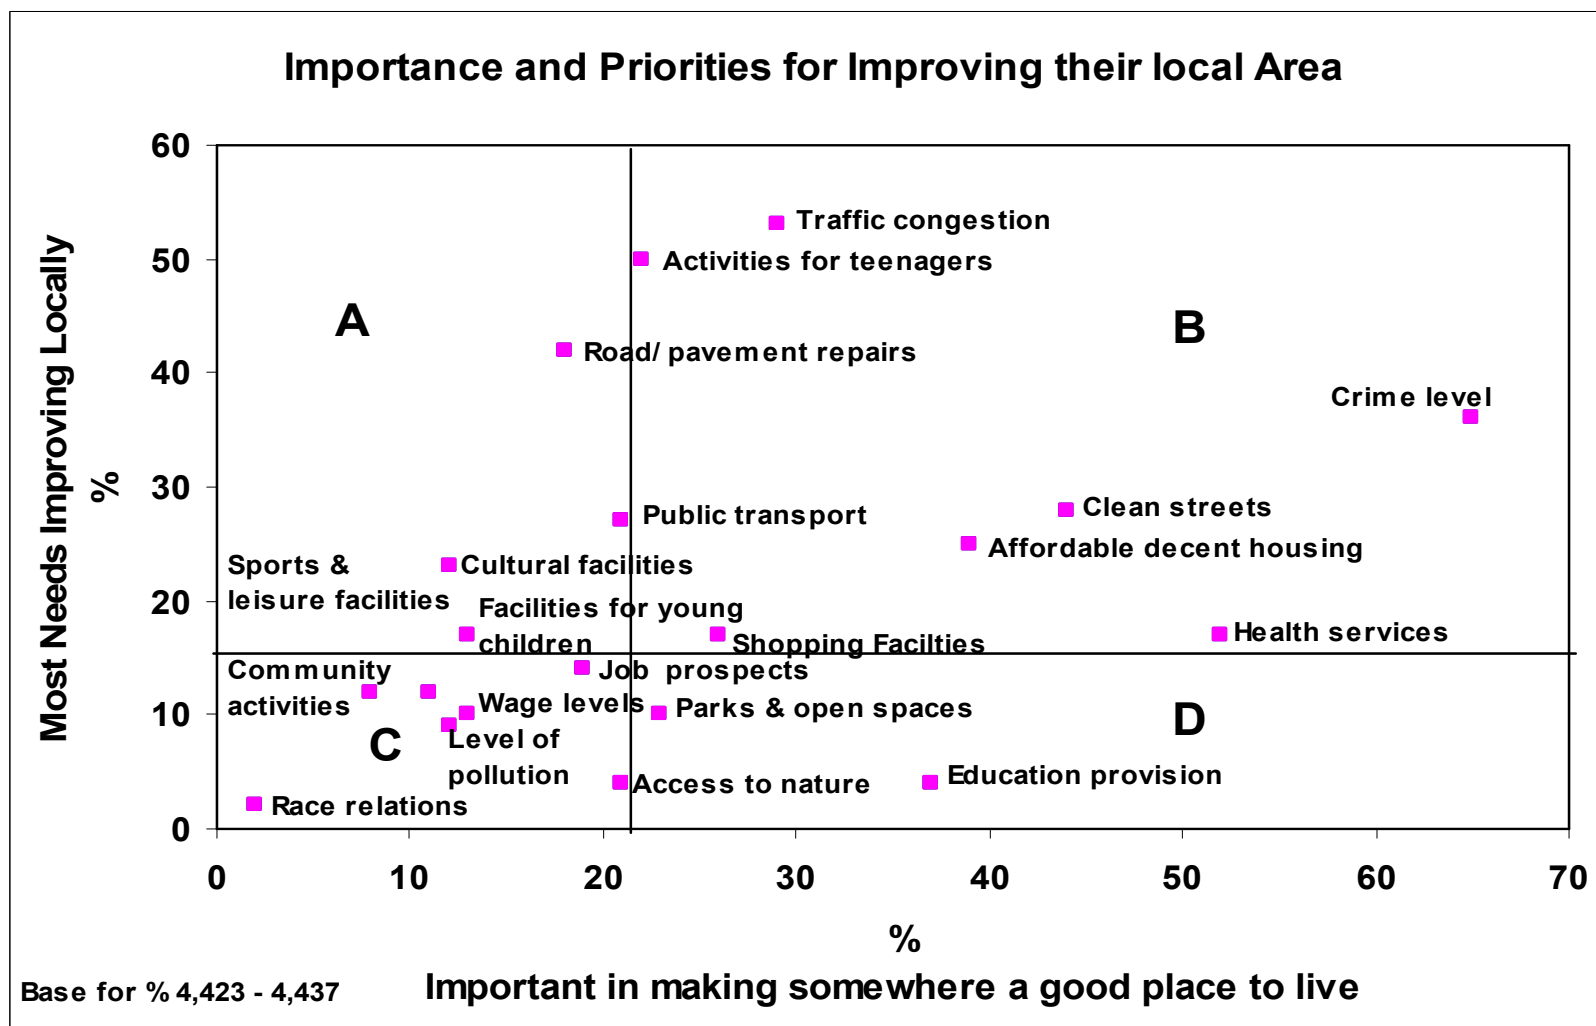 Importance and Priorities for Improving their local Area
Most Needs Improving Locally
%
60
50
40
30
20
10
0
A
B
C
D
Traffic congestion
Activities for teenagers
Road/ pavement repairs
Crime level
Public transport
Clean streets
Affordable decent housing
Sports &
leisure facilities
Cultural facilities
Facilities for young
children
Shopping Facilties
Health services
Community
activities
Job prospects
Wage levels
Parks & open spaces
Level of
pollution
Access to nature
Education provision
Race relations
0 10 20 30 40 50 60 70
%
Important in making somewhere a good place to live
Base for % 4,423 - 4,437